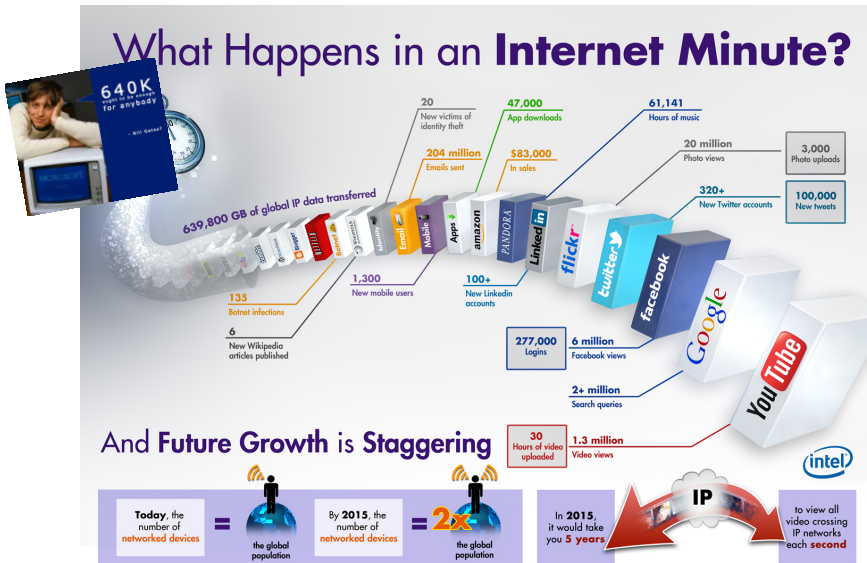 What Happens in an Internet Minute?
640K
ought to be enough
for anybody
- Bill Gates?
MICROSOFT
20
New victims of
identity theft
47,000
App downloads
61,141
Hours of music
204 million
Emails sent
$83,000
In sales
20 million
Photo views
3,000
Photo uploads
320+
New Twitter accounts
100,000
New tweets
639,800 GB of global IP data transferred
NETFLIX
Botnet
Identity
Email
Mobile
Apps
amazon
PANDORA
Linked in
flickr
twitter
facebook
Google
YouTube
135
Botnet infections
6
New Wikipedia
articles published
1,300
New mobile users
100+
New Linkedin
accounts
277,000
Logins
6 million
Facebook views
2+ million
Search queries
30
Hours of video
uploaded
1.3 million
Video views
And Future Growth is Staggering
intel
Today, the
number of
networked devices
=
the global
population
By 2015, the
number of
networked devices
=
2x
the global
population
In 2015,
it would take
you 5 years
IP
to view all
video crossing
IP networks
each second